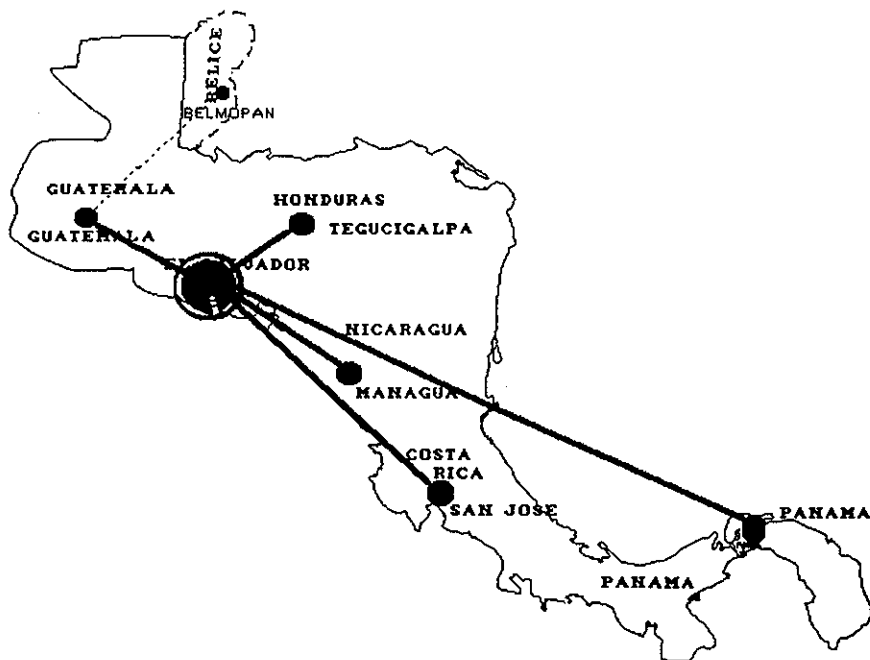 BELICE
BELMOPAN
GUATEMALA
HONDURAS
GUATEMALA
TEGUCIGALPA
NICARAGUA
MANAGUA
COSTA
RICA
SAN JOSE
PANAMA
PANAMA